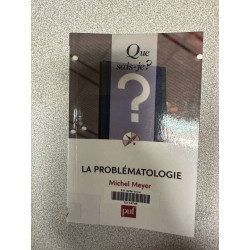 Que
sais-je?
?
LA PROBLÉMATOLOGIE
Michel Meyer
puf